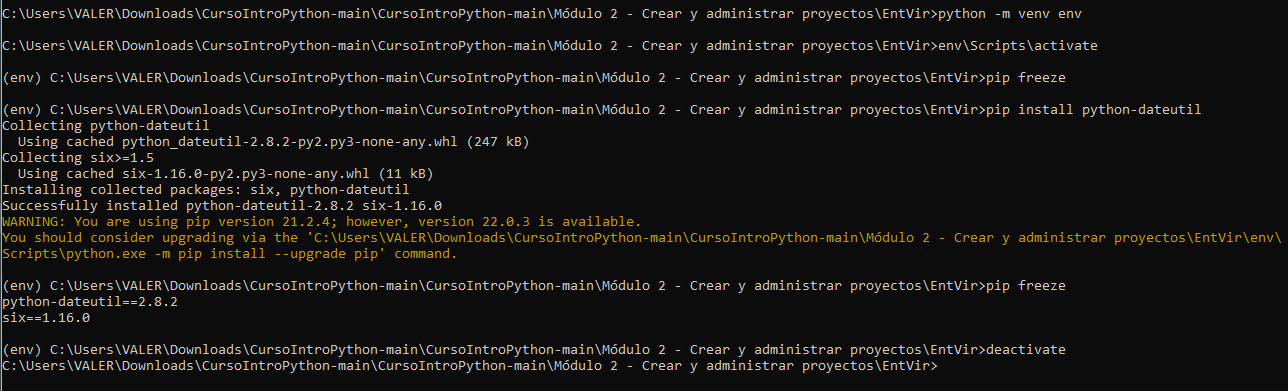 C:\Users\VALER\Downloads\CursoIntroPython-main\CursoIntroPython-main\Módulo 2 - Crear y administrar proyectos\EntVir>python -m venv env
C:\Users\VALER\Downloads\CursoIntroPython-main\CursoIntroPython-main\Módulo 2 - Crear y administrar proyectos\EntVir>env\Scripts\activate
(env) C:\Users\VALER\Downloads\CursoIntroPython-main\CursoIntroPython-main\Módulo 2 - Crear y administrar proyectos\EntVir>pip freeze
(env) C:\Users\VALER\Downloads\CursoIntroPython-main\CursoIntroPython-main\Módulo 2 - Crear y administrar proyectos\EntVir>pip install python-dateutil
Collecting python-dateutil
  Using cached python_dateutil-2.8.2-py2.py3-none-any.whl (247 kB)
Collecting six>=1.5
  Using cached six-1.16.0-py2.py3-none-any.whl (11 kB)
Installing collected packages: six, python-dateutil
Successfully installed python-dateutil-2.8.2 six-1.16.0
WARNING: You are using pip version 21.2.4; however, version 22.0.3 is available.
You should consider upgrading via the 'C:\Users\VALER\Downloads\CursoIntroPython-main\CursoIntroPython-main\Módulo 2 - Crear y administrar proyectos\EntVir\env\
Scripts\python.exe -m pip install --upgrade pip' command.
(env) C:\Users\VALER\Downloads\CursoIntroPython-main\CursoIntroPython-main\Módulo 2 - Crear y administrar proyectos\EntVir>pip freeze
python-dateutil==2.8.2
six==1.16.0
(env) C:\Users\VALER\Downloads\CursoIntroPython-main\CursoIntroPython-main\Módulo 2 - Crear y administrar proyectos\EntVir>deactivate
C:\Users\VALER\Downloads\CursoIntroPython-main\CursoIntroPython-main\Módulo 2 - Crear y administrar proyectos\EntVir>